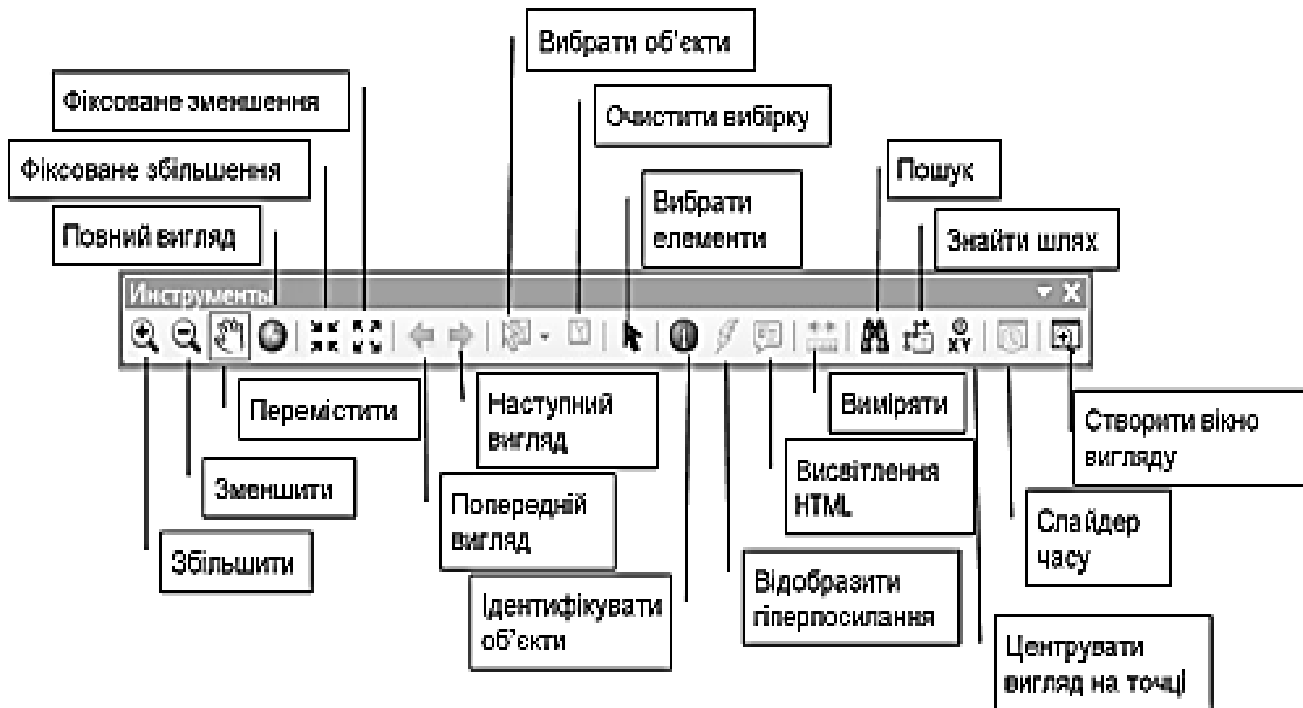 Вибрати об'єкти
Фіксоване зменшення
Очистити вибірку
Фіксоване збільшення
Пошук
Вибрати
елементи
Повний вигляд
Знайти шлях
Инструменты
XY
Перемістити
Наступний
вигляд
Виміряти
Створити вікно
вигляду
Зменшити
Висвітлення
HTML
Попередній
вигляд
Слайдер
часу
Збільшити
Відобразити
гіперпосилання
Ідентифікувати
об'єкти
Центрувати
вигляд на точці